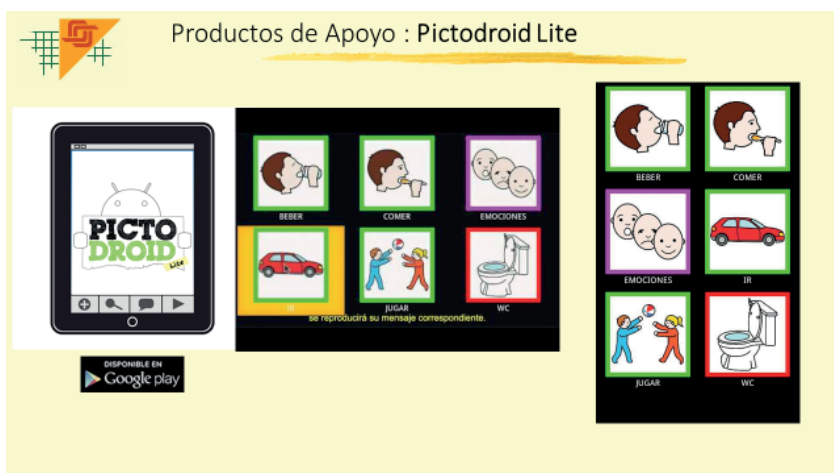 Productos de Apoyo : Pictodroid Lite
PICTO
DROID
Lite
DISPONIBLE EN
Google play
BEBER COMER EMOCIONES
IR JUGAR WC
se reproducirá su mensaje correspondiente.
BEBER COMER
EMOCIONES IR
JUGAR WC